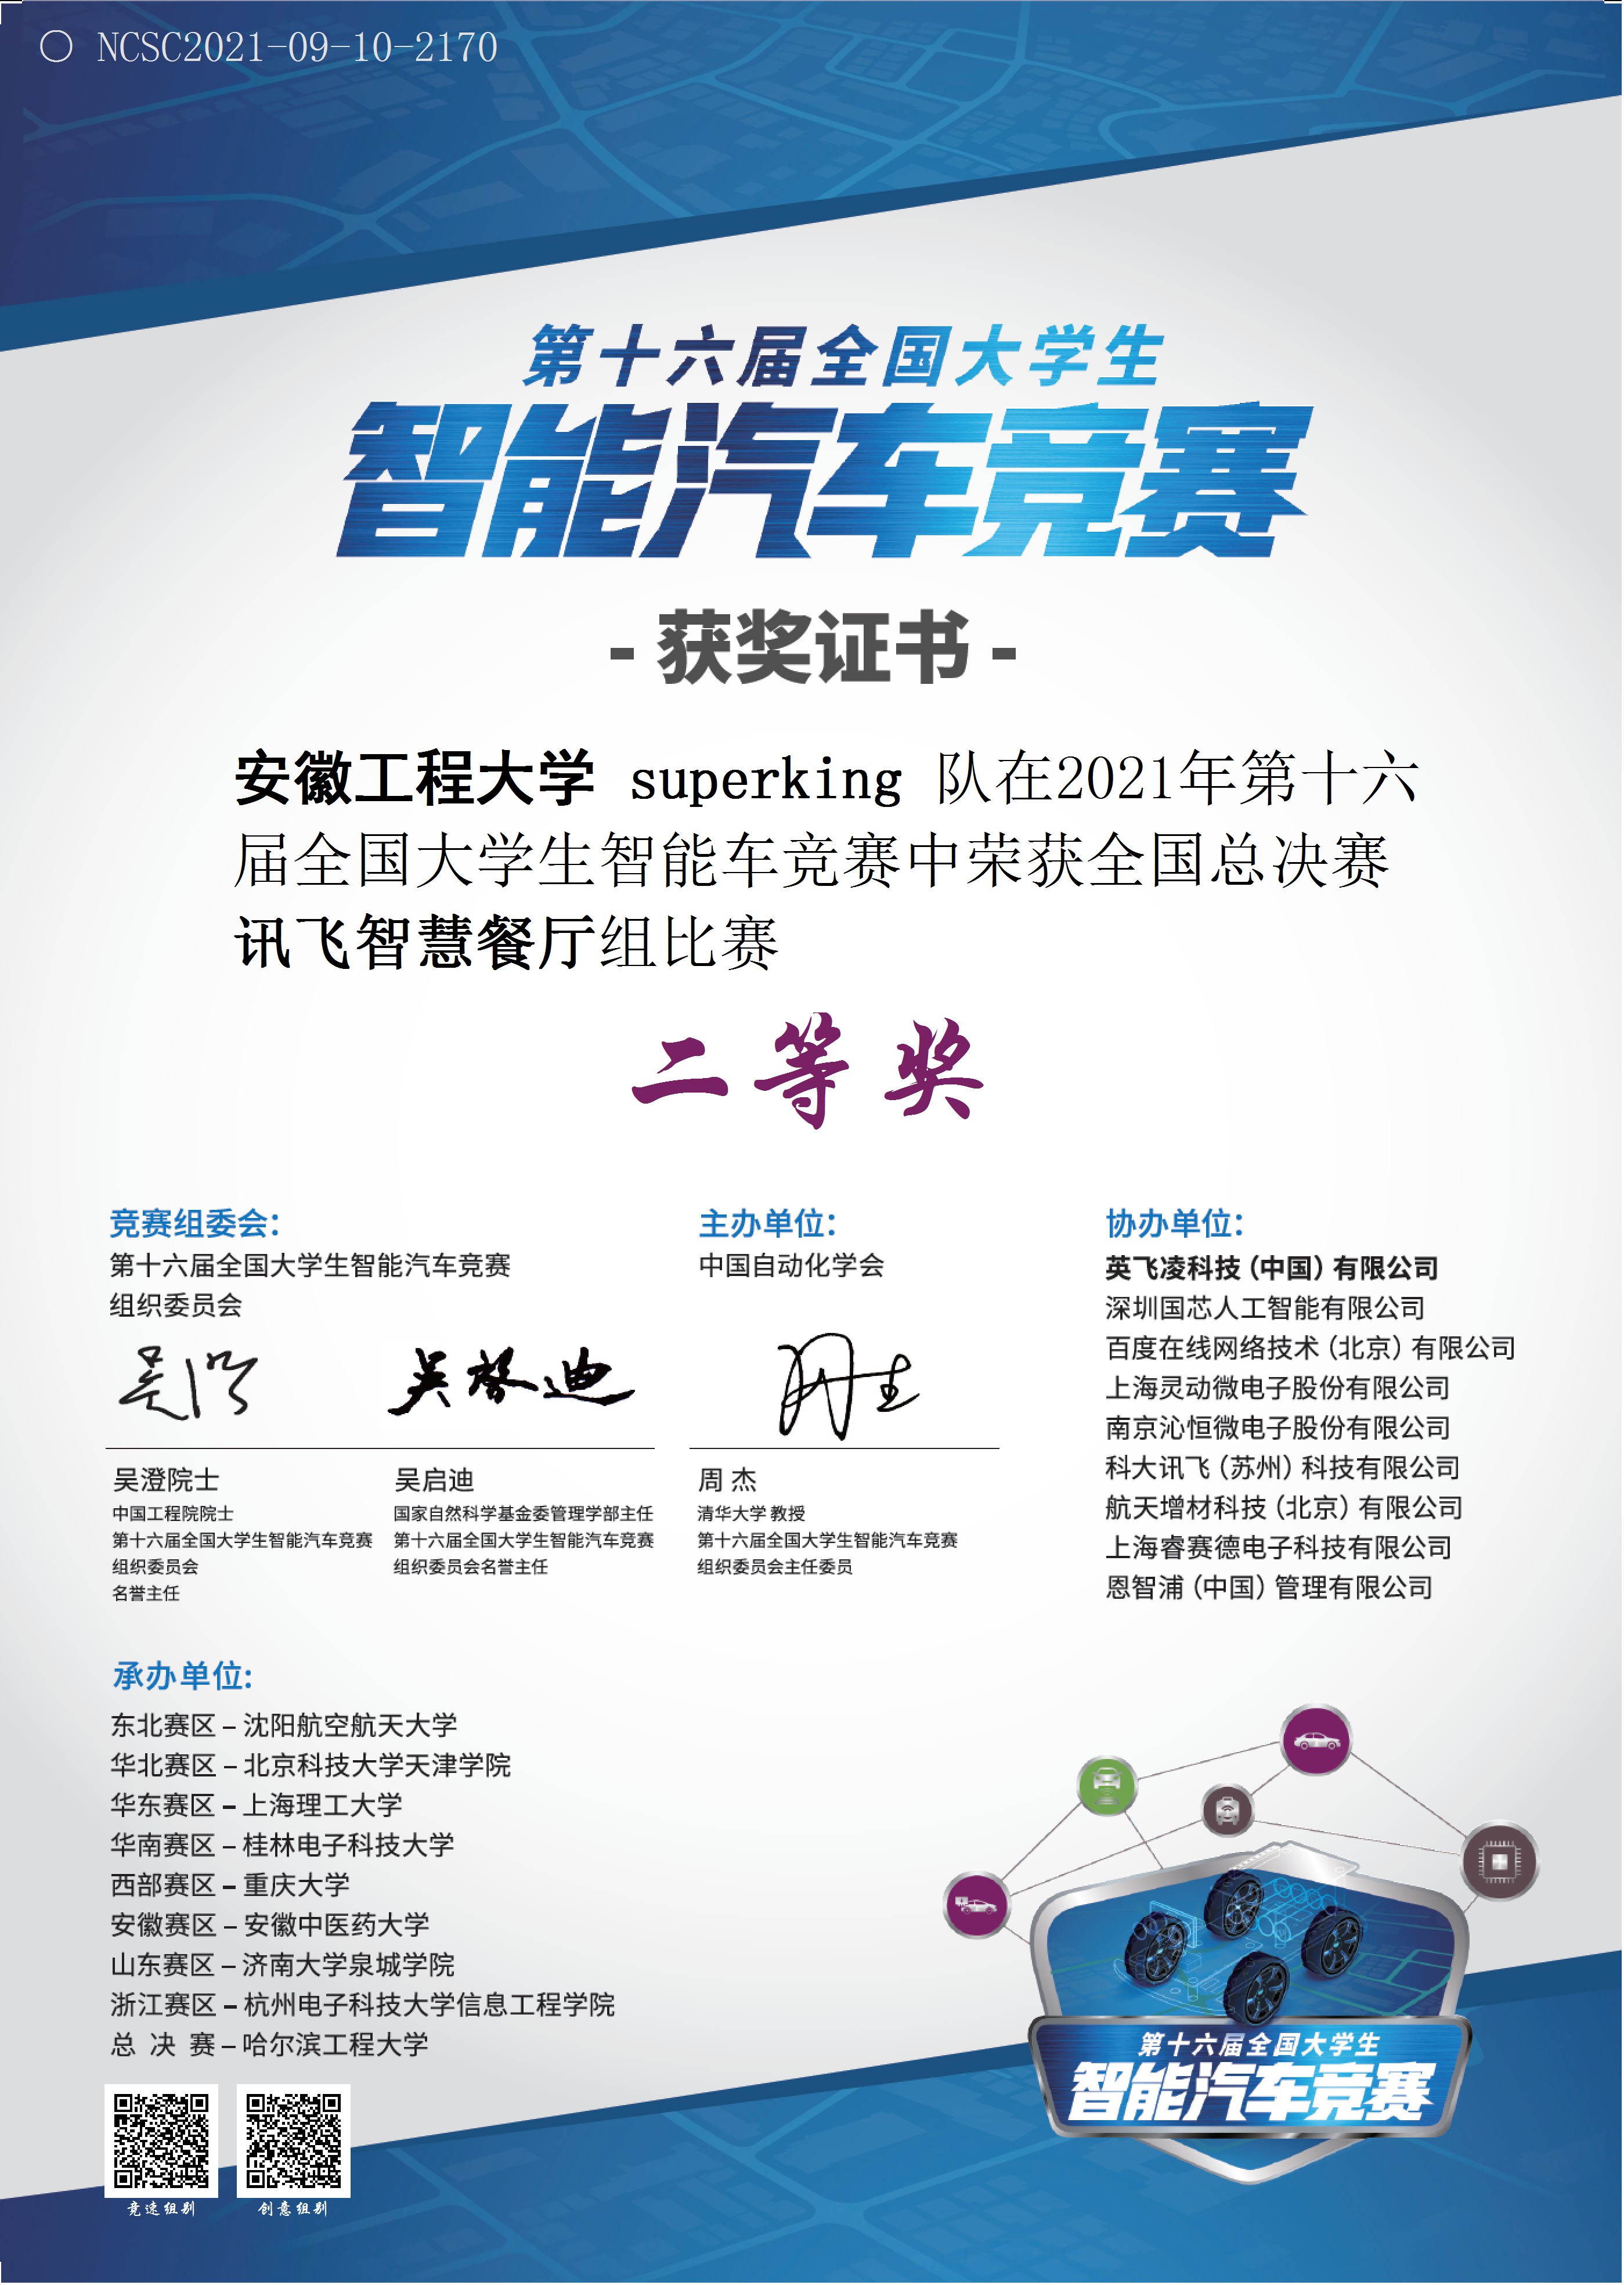 NCSC2021-09-10-2170
第十六届全国大学生
智能汽车竞赛
- 获奖证书 -
安徽工程大学 superking 队在2021年第十六
届全国大学生智能车竞赛中荣获全国总决赛
讯飞智慧餐厅组比赛
二等奖
竞赛组委会：
第十六届全国大学生智能汽车竞赛
组织委员会
吴澄
吴启迪
吴澄院士
中国工程院院士
第十六届全国大学生智能汽车竞赛
组织委员会
名誉主任
吴启迪
国家自然科学基金委管理学部主任
第十六届全国大学生智能汽车竞赛
组织委员会名誉主任
主办单位：
中国自动化学会
周 杰
清华大学 教授
第十六届全国大学生智能汽车竞赛
组织委员会主任委员
协办单位：
英飞凌科技（中国）有限公司
深圳国芯人工智能有限公司
百度在线网络技术（北京）有限公司
上海灵动微电子股份有限公司
南京沁恒微电子股份有限公司
科大讯飞（苏州）科技有限公司
航天增材科技（北京）有限公司
上海睿赛德电子科技有限公司
恩智浦（中国）管理有限公司
承办单位：
东北赛区 – 沈阳航空航天大学
华北赛区 – 北京科技大学天津学院
华东赛区 – 上海理工大学
华南赛区 – 桂林电子科技大学
西部赛区 – 重庆大学
安徽赛区 – 安徽中医药大学
山东赛区 – 济南大学泉城学院
浙江赛区 – 杭州电子科技大学信息工程学院
总 决 赛 – 哈尔滨工程大学
竞速组别
创意组别
第十六届全国大学生
智能汽车竞赛